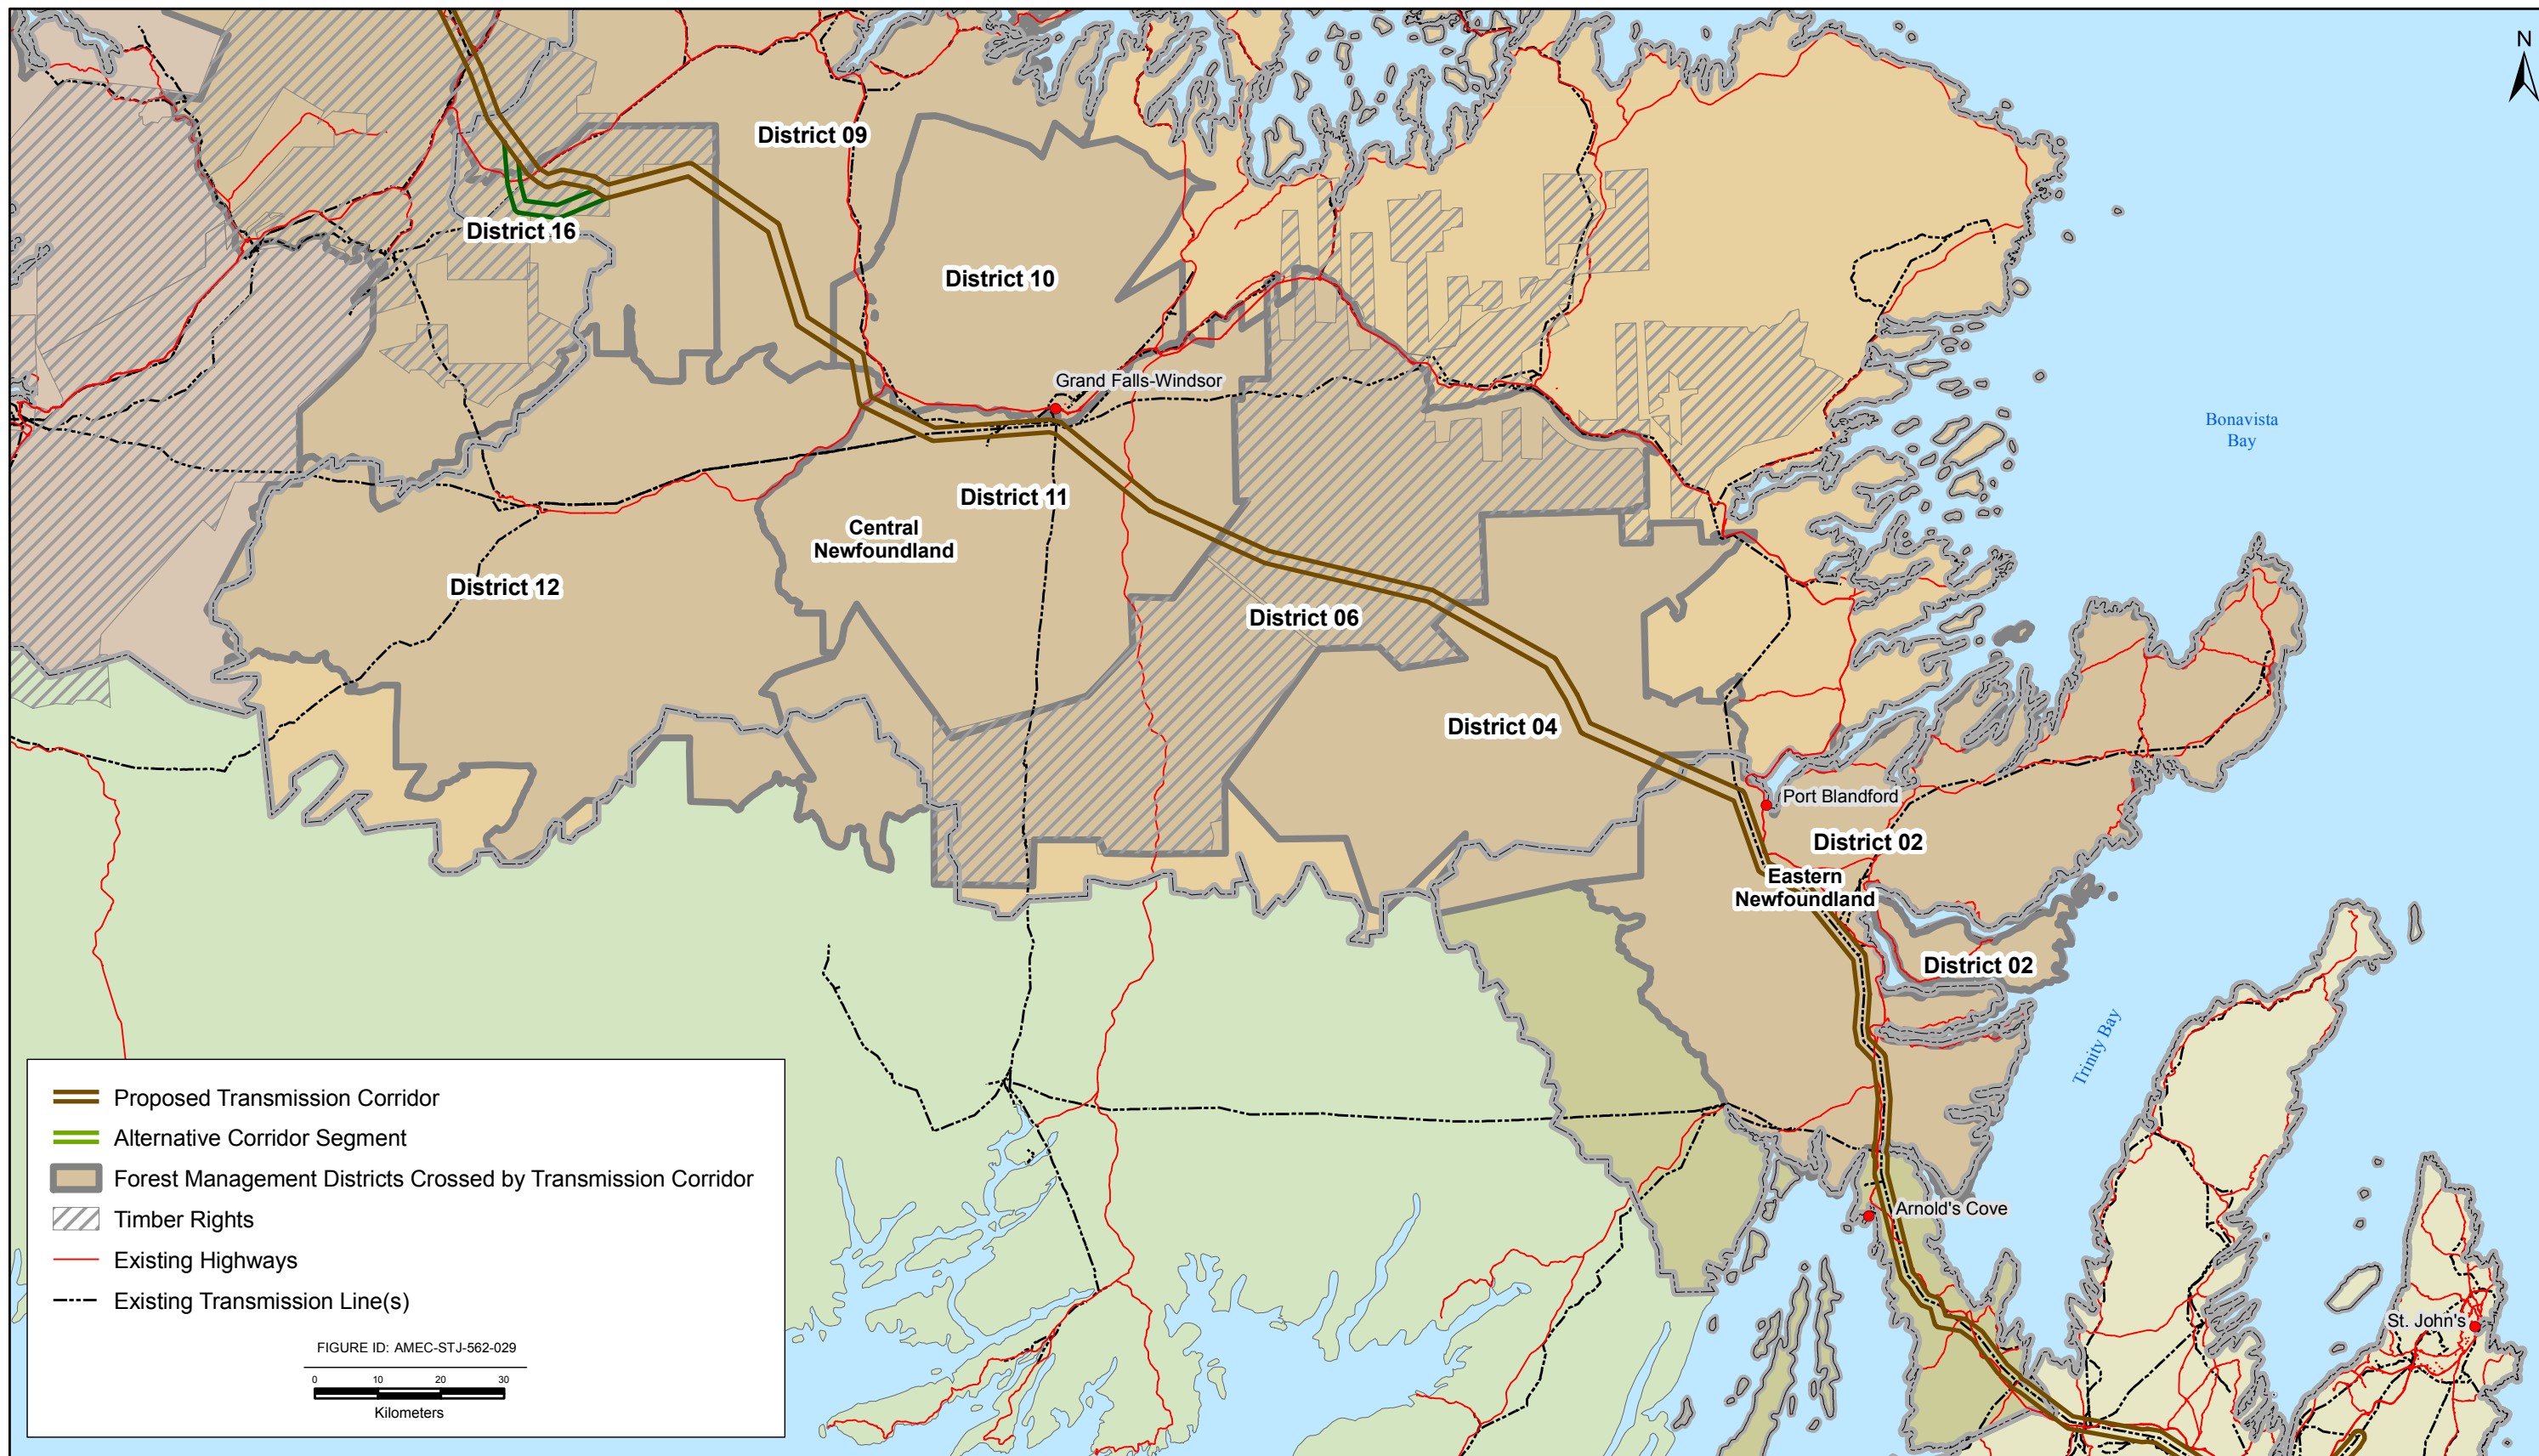 N
District 09
District 16
District 10
Grand Falls-Windsor
Bonavista
Bay
District 11
Central
Newfoundland
District 12
District 06
District 04
Port Blandford
District 02
Eastern
Newfoundland
District 02
Trinity Bay
Arnold's Cove
St. John's
Proposed Transmission Corridor
Alternative Corridor Segment
Forest Management Districts Crossed by Transmission Corridor
Timber Rights
Existing Highways
Existing Transmission Line(s)
FIGURE ID: AMEC-STJ-562-029
0 10 20 30
Kilometers